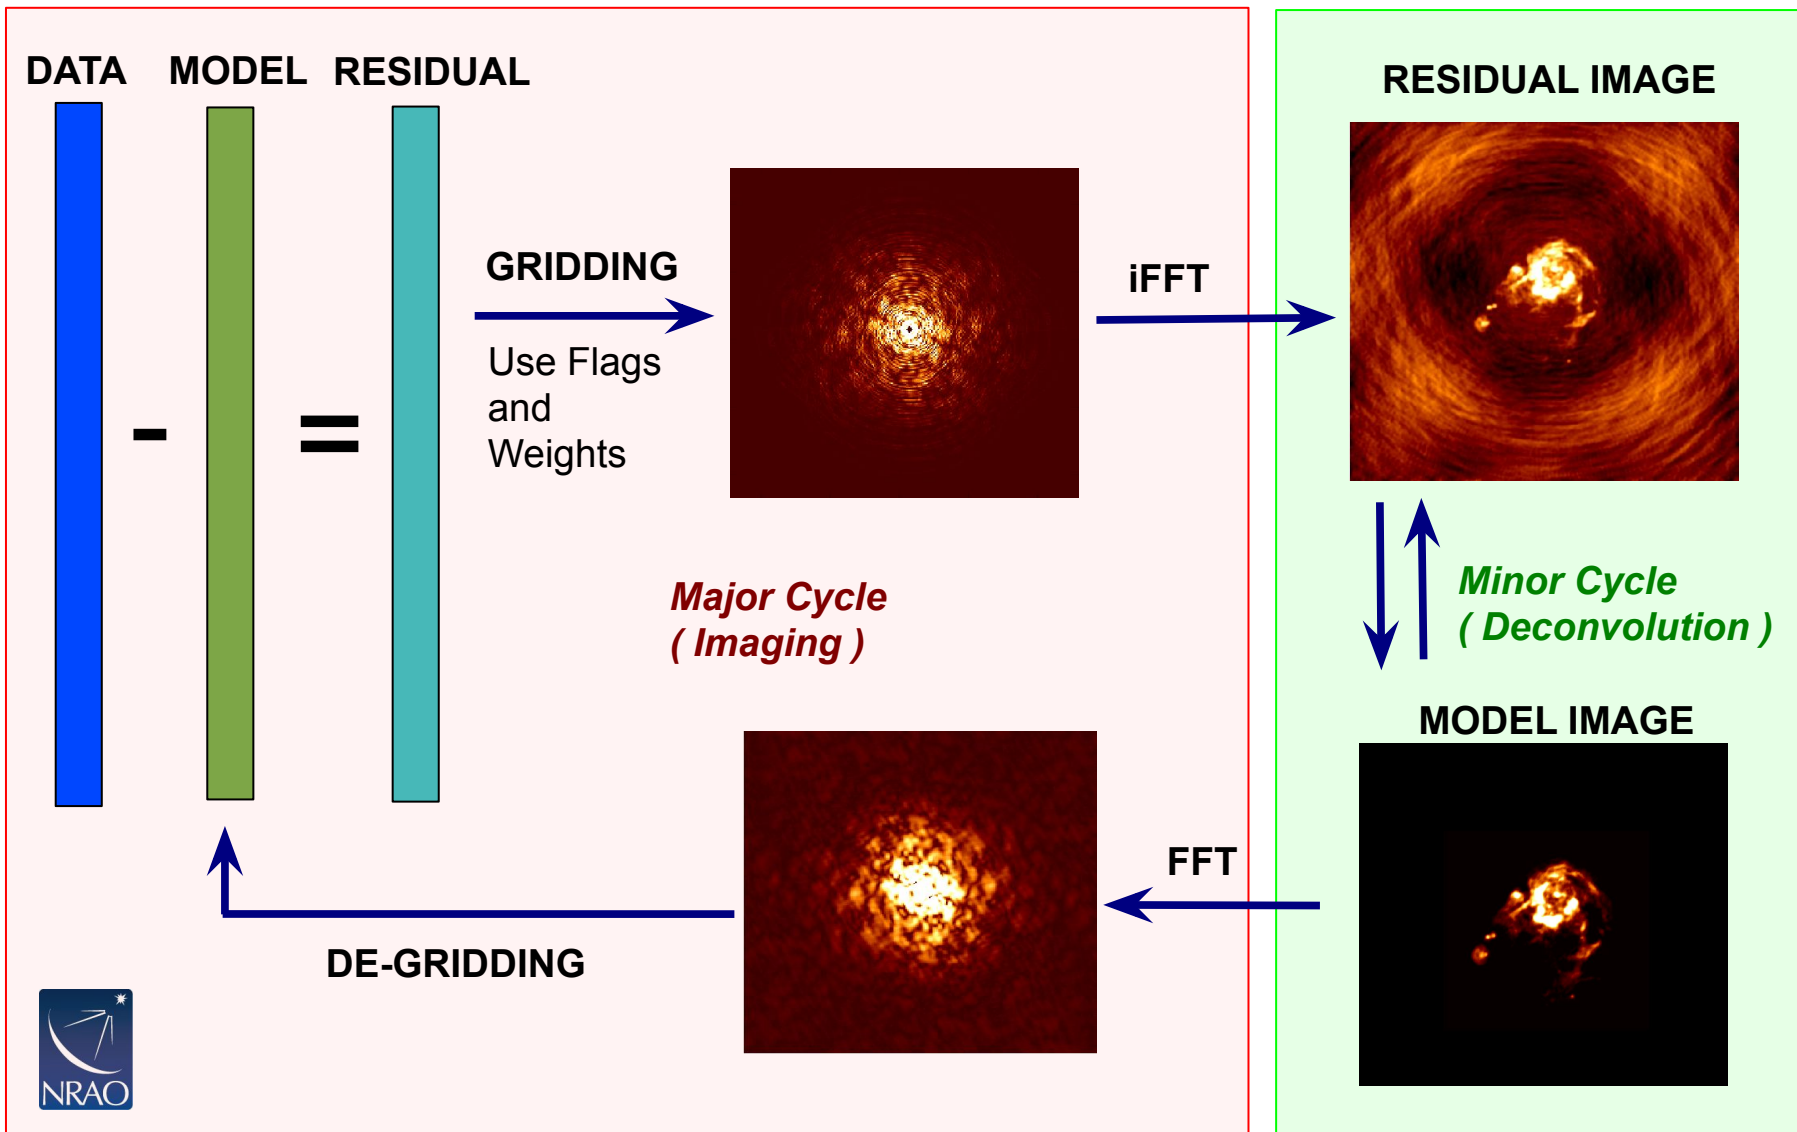 DATA
MODEL
RESIDUAL
-
=
GRIDDING
Use Flags
and
Weights
iFFT
RESIDUAL IMAGE
Major Cycle
( Imaging )
Minor Cycle
( Deconvolution )
MODEL IMAGE
FFT
DE-GRIDDING
NRAO